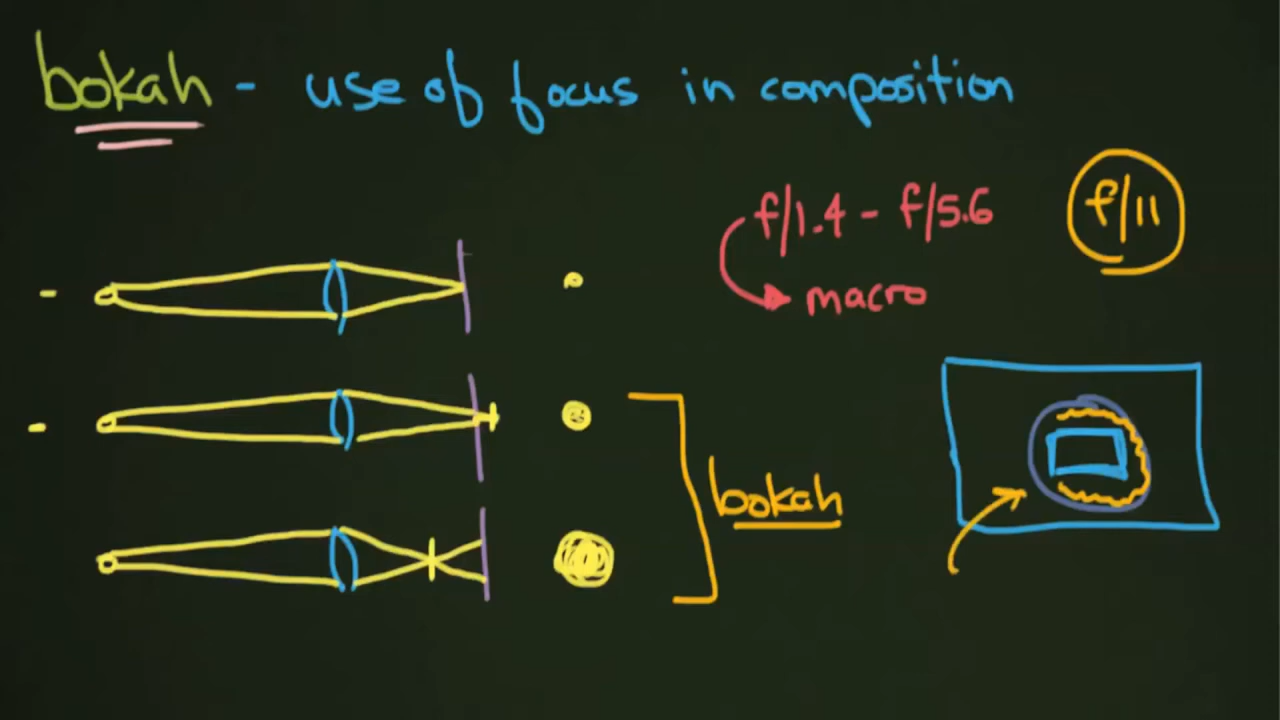 bokah - use of focus in composition
f/1.4 - f/5.6
f/11
macro
bokah